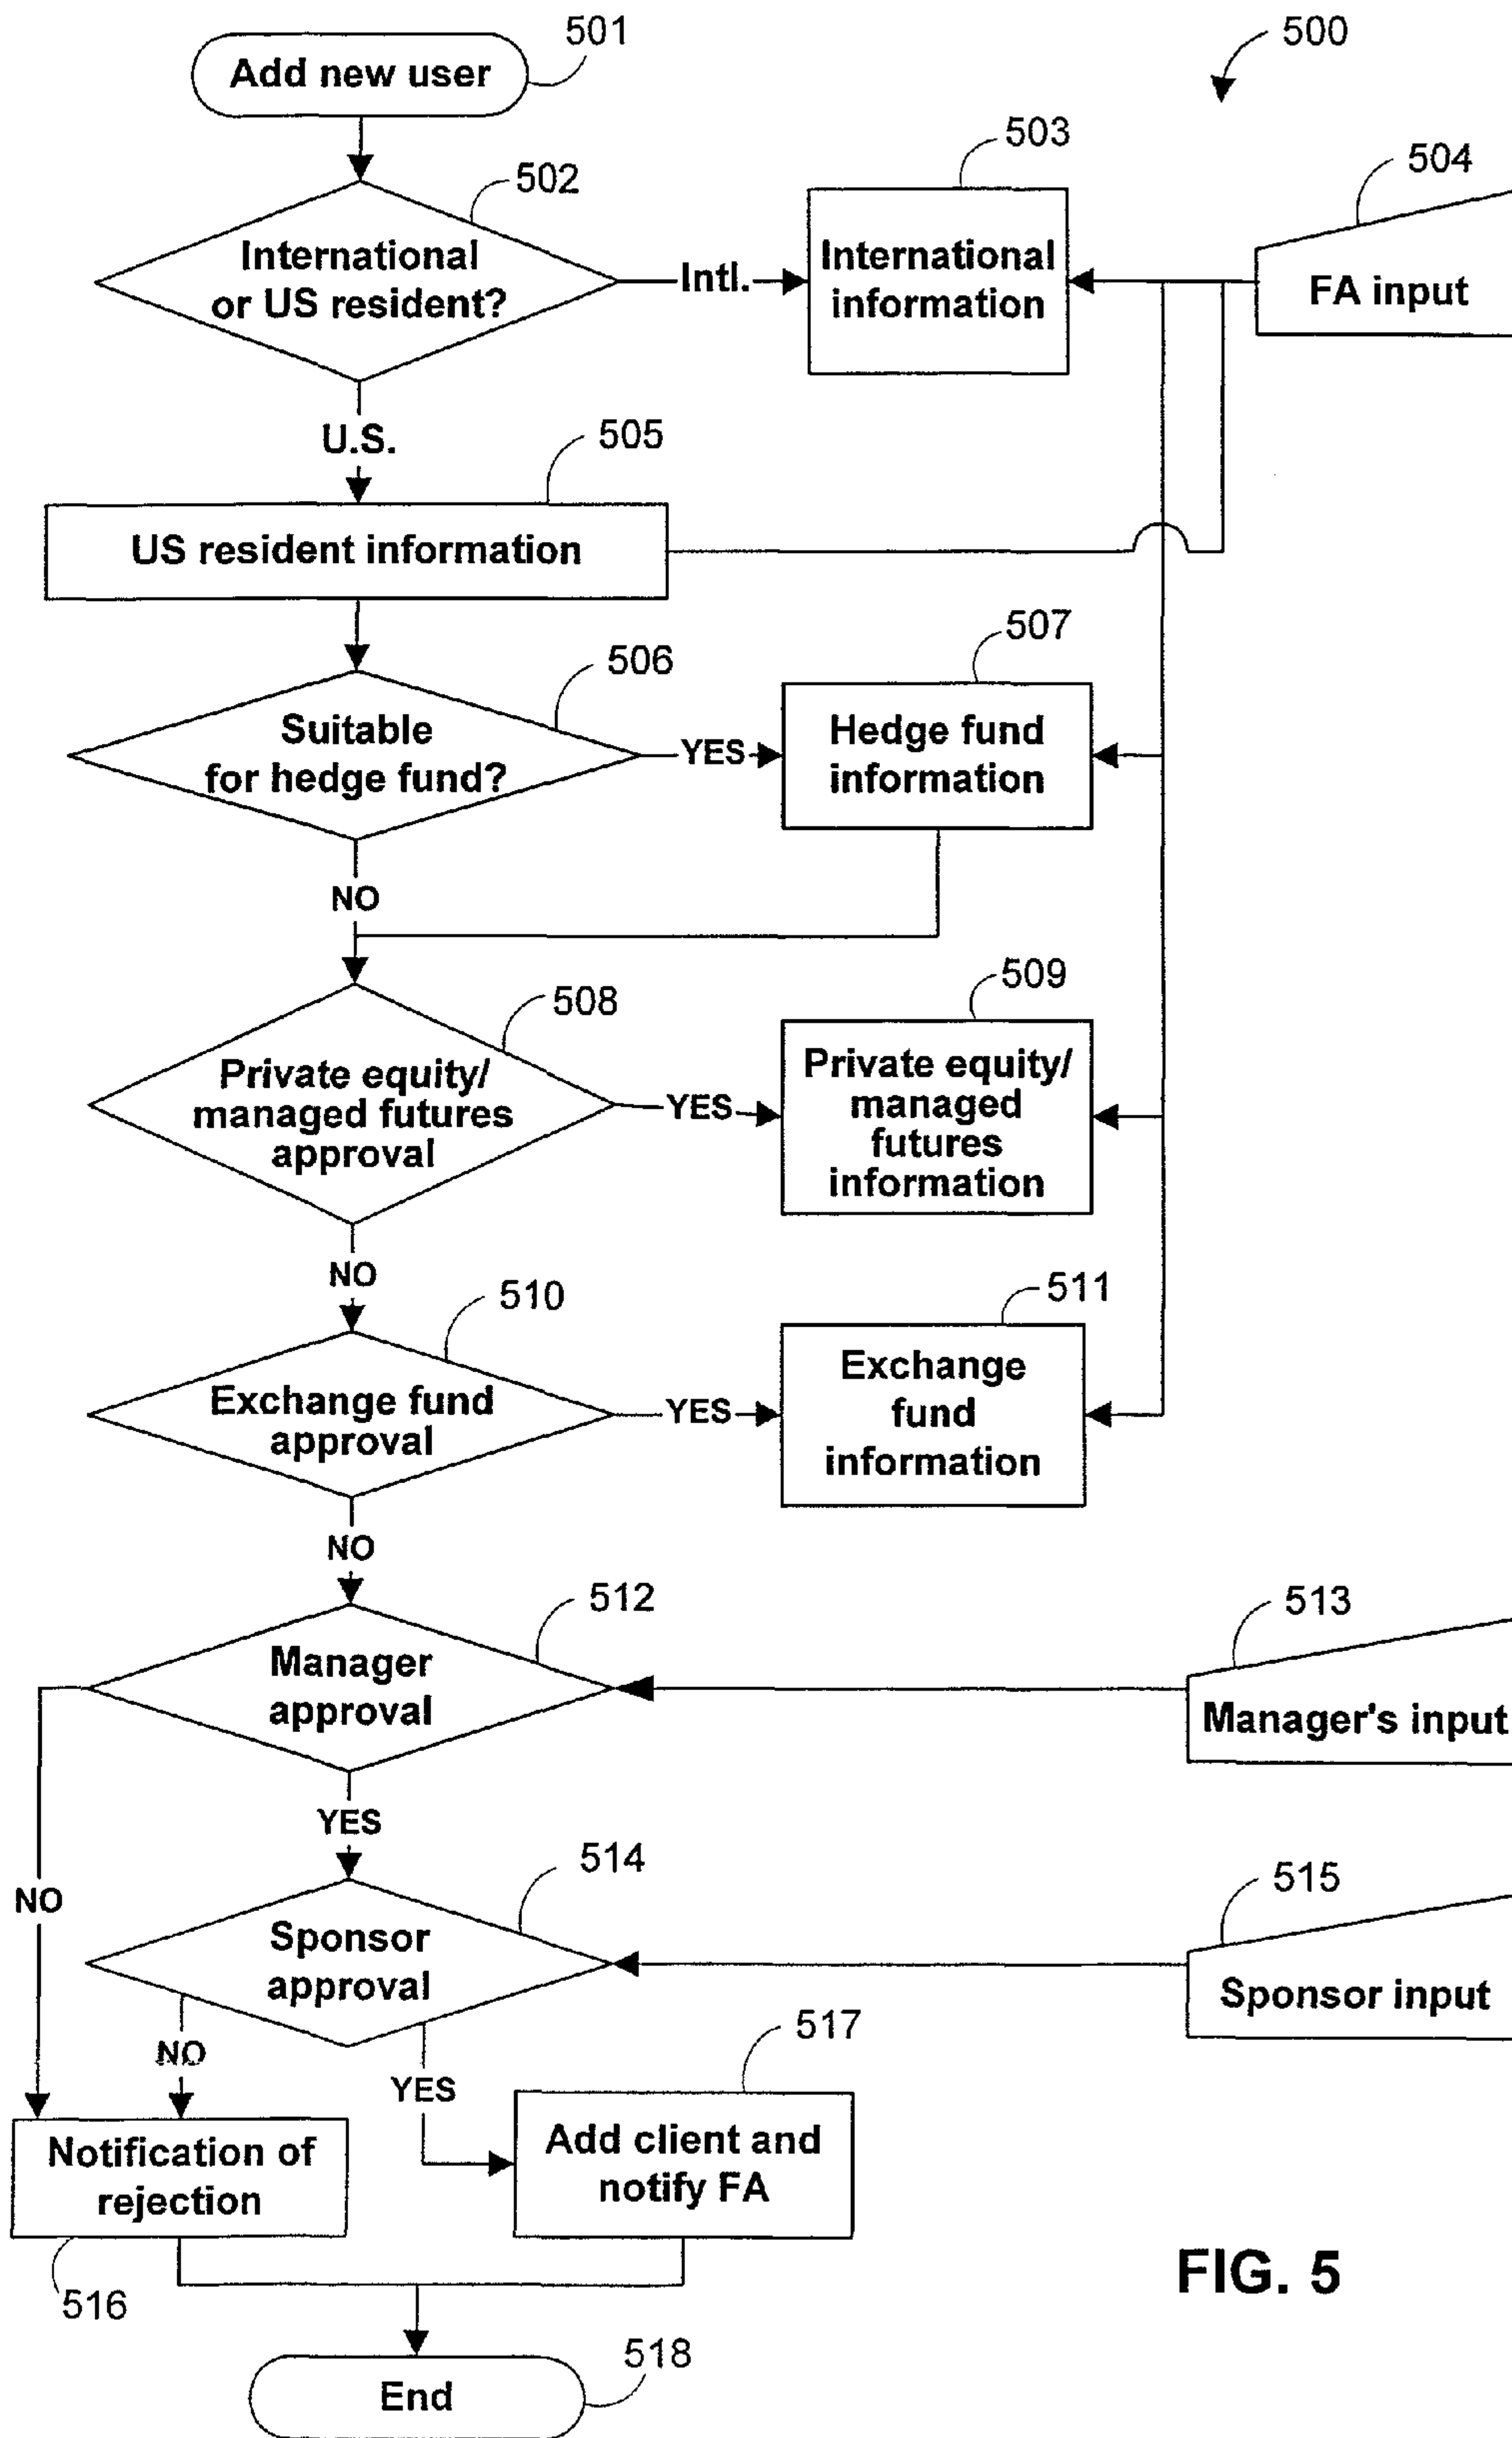 501
Add new user
500
503
504
502
International
or US resident?
Intl.
International
information
FA input
U.S.
505
US resident information
507
506
Suitable
for hedge fund?
YES
Hedge fund
information
NO
509
508
Private equity/
managed futures
approval
YES
Private equity/
managed
futures
information
NO
511
510
Exchange fund
approval
YES
Exchange
fund
information
NO
512
513
Manager
approval
Manager's input
YES
NO
514
515
Sponsor
approval
Sponsor input
NO
YES
517
Notification of
rejection
Add client and
notify FA
516
FIG. 5
518
End